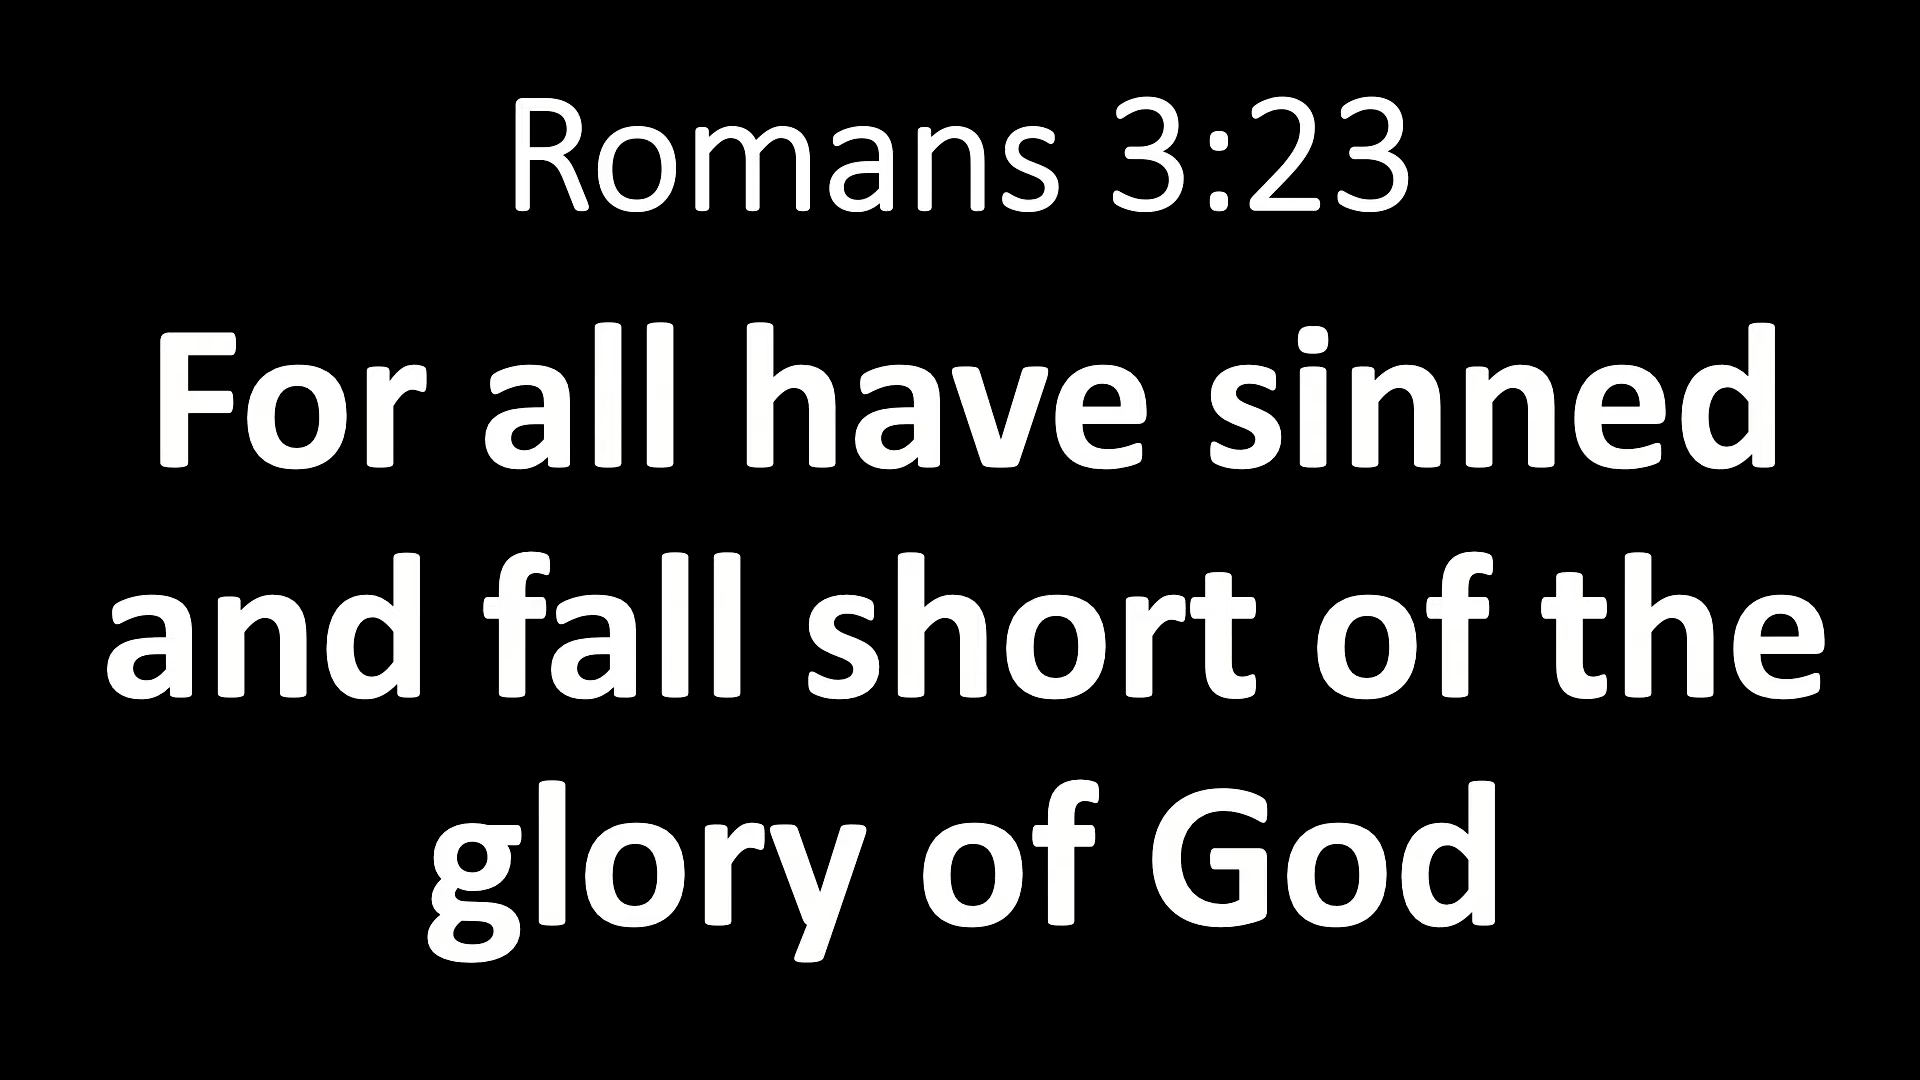 Romans 3:23
For all have sinned
and fall short of the
glory of God